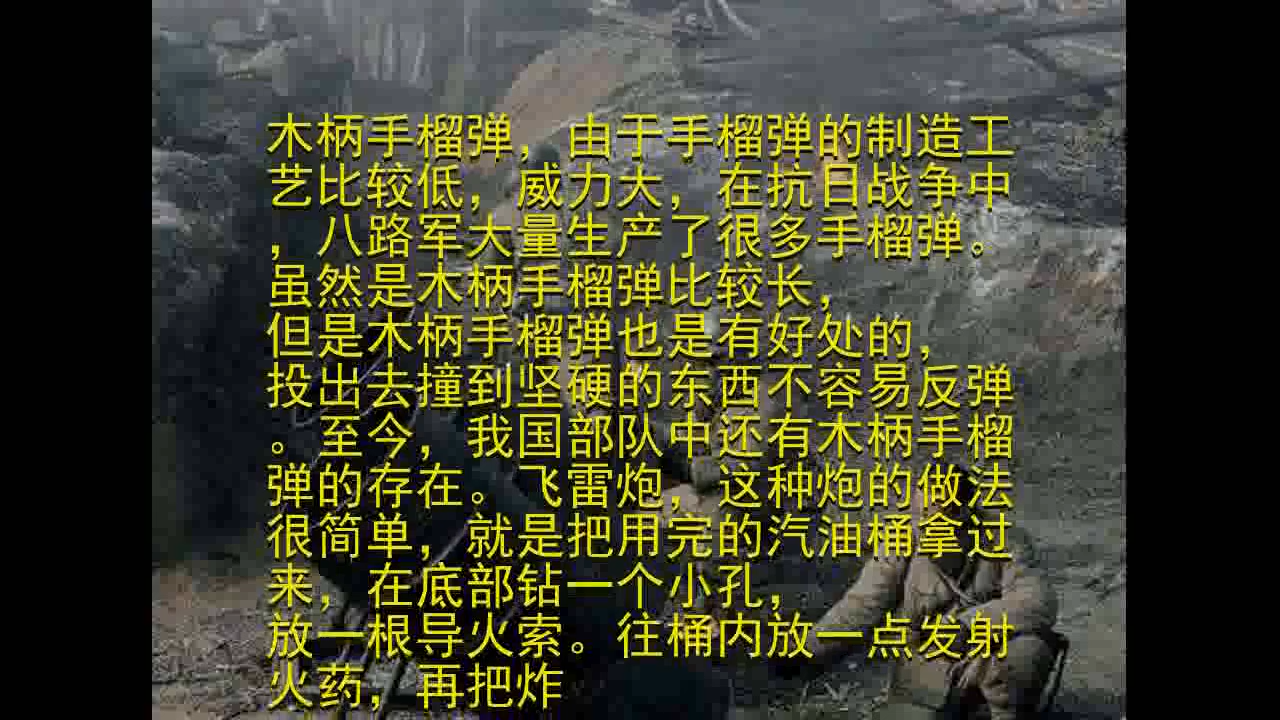 木柄手榴弹，由于手榴弹的制造工
艺比较低，威力大，在抗日战争中
，八路军大量生产了很多手榴弹。
虽然是木柄手榴弹比较长，
但是木柄手榴弹也是有好处的，
投出去撞到坚硬的东西不容易反弹
。至今，我国部队中还有木柄手榴
弹的存在。飞雷炮，这种炮的做法
很简单，就是把用完的汽油桶拿过
来，在底部钻一个小孔，
放一根导火索。往桶内放一点发射
火药，再把炸